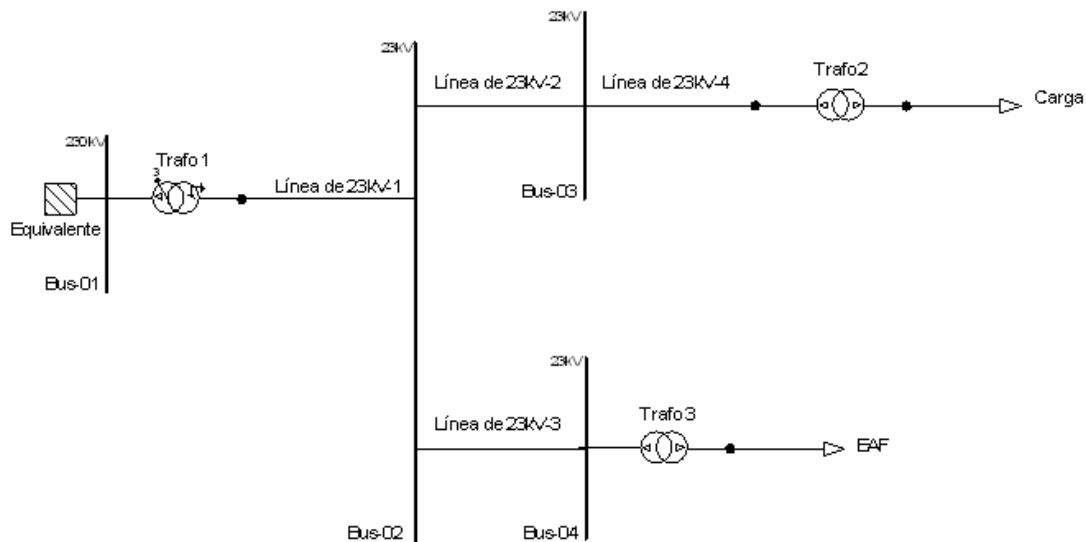 23kV
23kV
Línea de 23kV-2
Línea de 23kV-4
Trafo2
Carga
230kV
Trafo1
3
Línea de 23kV-1
Bus-03
Equivalente
Bus-01
23kV
Trafo3
Línea de 23kV-3
EAF
Bus-02
Bus-04